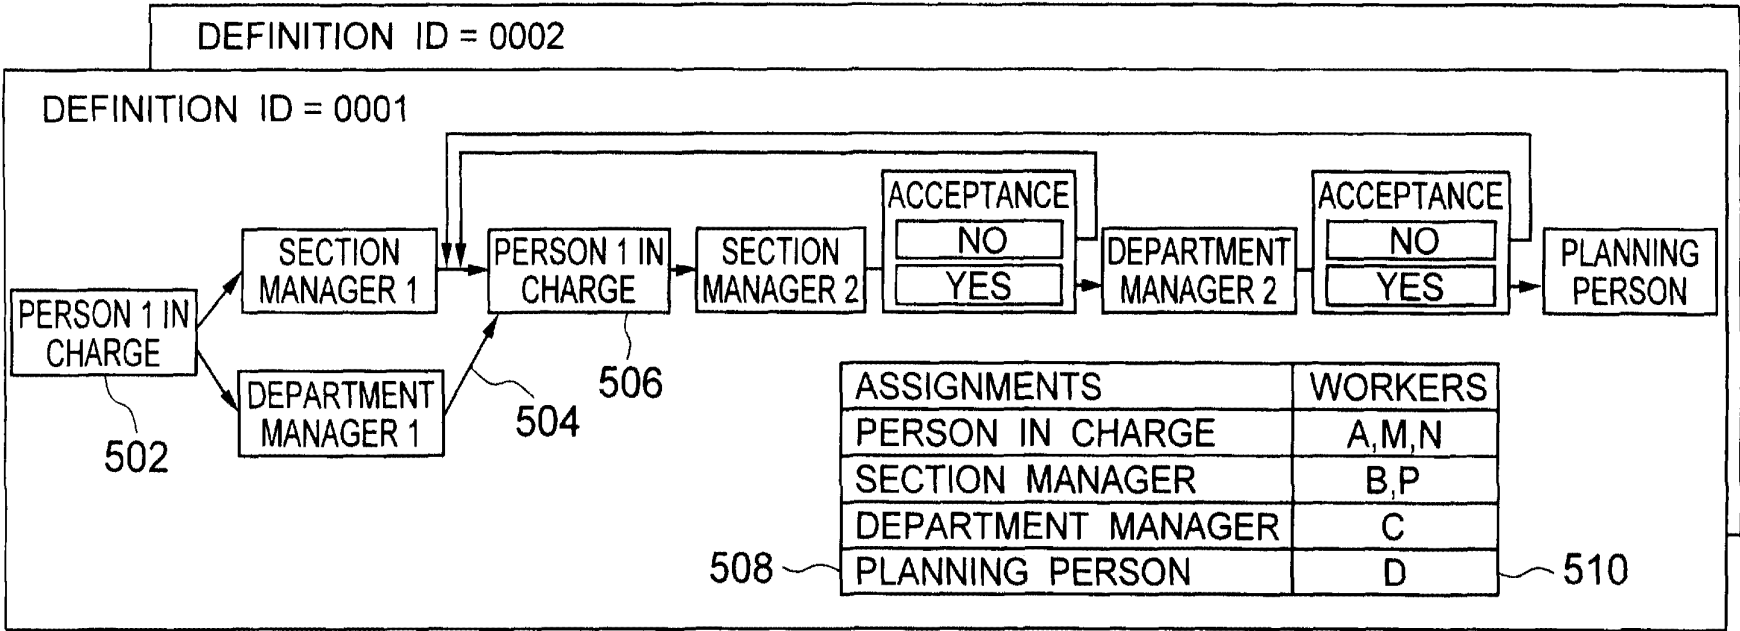 DEFINITION ID = 0002
DEFINITION ID = 0001
PERSON 1 IN
CHARGE
502
SECTION
MANAGER 1
DEPARTMENT
MANAGER 1
504
PERSON 1 IN
CHARGE
506
SECTION
MANAGER 2
ACCEPTANCE
NO
YES
DEPARTMENT
MANAGER 2
ACCEPTANCE
NO
YES
PLANNING
PERSON
ASSIGNMENTS WORKERS
PERSON IN CHARGE A,M,N
SECTION MANAGER B,P
DEPARTMENT MANAGER C
508 PLANNING PERSON D 510